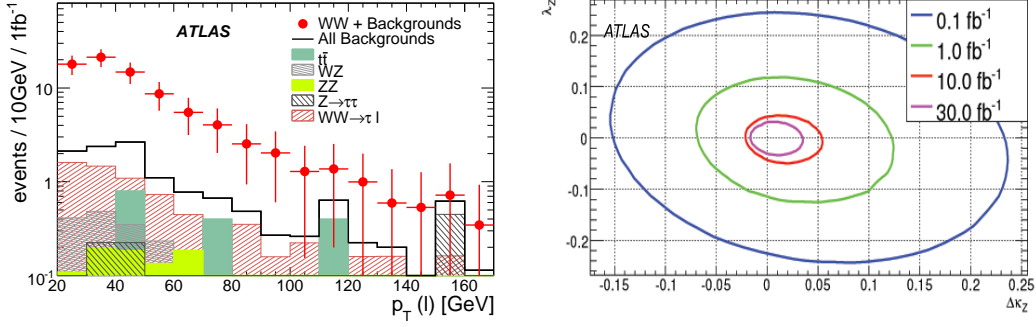 events / 10GeV / 1fb⁻¹
ATLAS
WW + Backgrounds
All Backgrounds
tt̄
WZ
ZZ
Z→ττ
WW→τ l
10
1
10⁻¹
20 40 60 80 100 120 140 160
p_T (l) [GeV]
λ_Z
ATLAS
0.1 fb⁻¹
1.0 fb⁻¹
10.0 fb⁻¹
30.0 fb⁻¹
0.2
0.1
0
-0.1
-0.2
-0.15 -0.1 -0.05 0 0.05 0.1 0.15 0.2 0.25
Δκ_Z